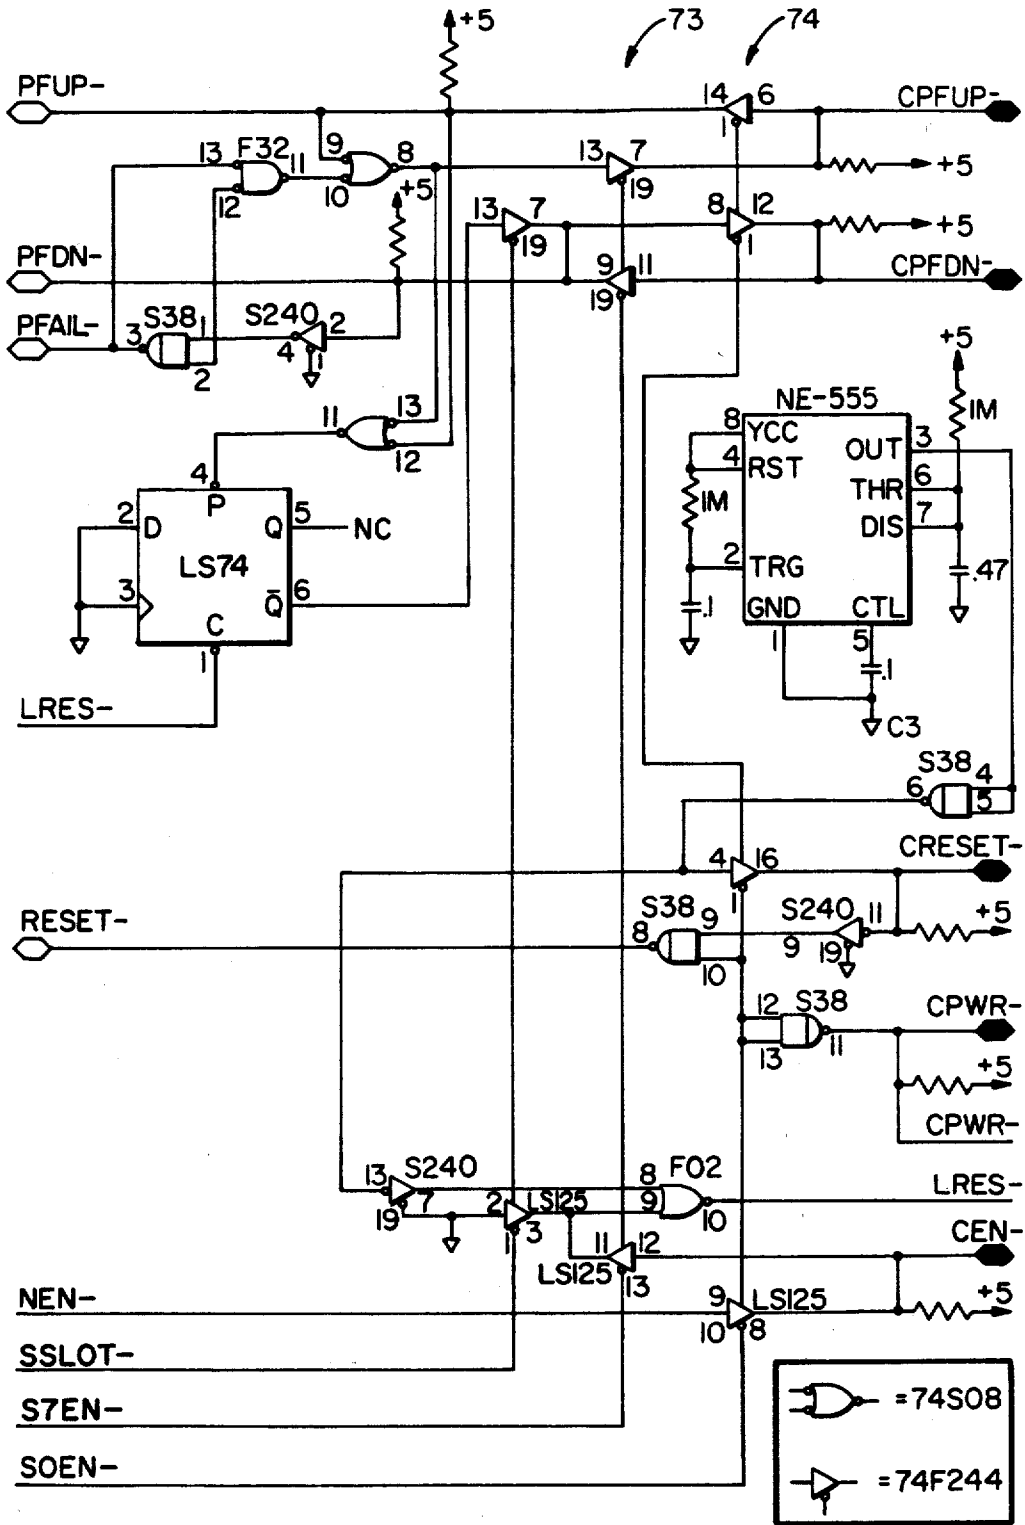 73 74
+5
PFUP-
14 6
CPFUP-
1
9
8
13 F32 11
10
12
+5
13 7
19
+5
13 7
19
8 12
1
+5
PFDN-
9 11
19
CPFDN-
PFAIL-
3 S38 1
2
S240
2
4 1
+5
1M
NE-555
8 YCC
OUT 3
4 RST
THR 6
1M
DIS 7
2 TRG
.47
.1
GND CTL
1 5
.1
C3
11 13
12
4
P
2 D Q 5 NC
LS74
3 Q 6
C
1
LRES-
S38
6 4
5
CRESET-
4 16
1
RESET-
8 S38 9
10
S240
9 11
19
+5
CPWR-
12 S38
13 11
+5
CPWR-
13 S240
7
19
8 F02
9
10
LRES-
2 LS125
3
1
CEN-
11 12
LS125
13
NEN-
9 LS125
10 8
+5
SSLOT-
S7EN-
SOEN-
=74S08
=74F244